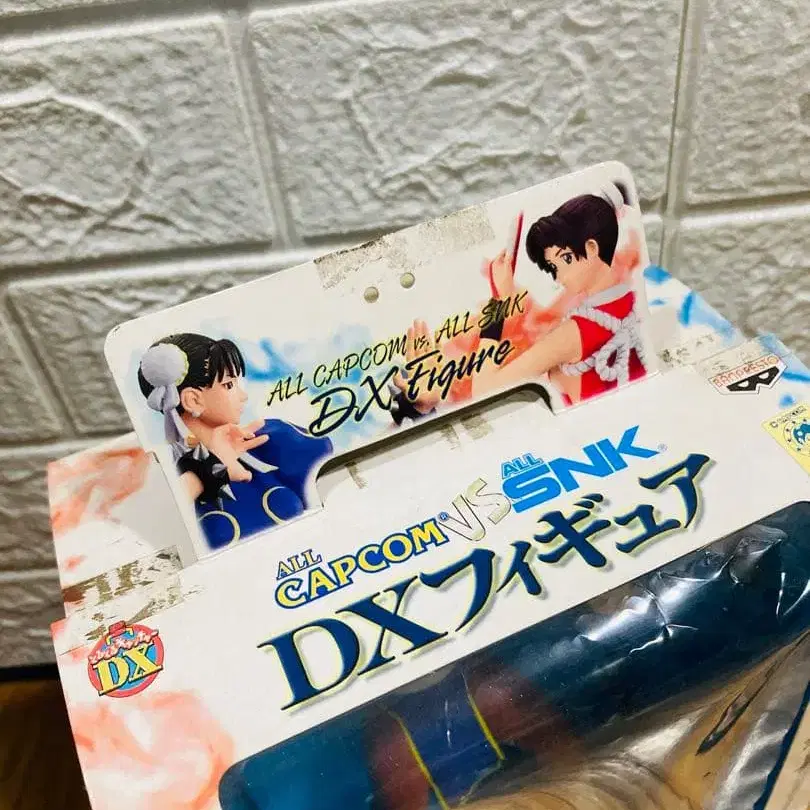 ALL CAPCOM vs. ALL SNK
DX Figure
BANPRESTO
ALL CAPCOM VS ALL SNK
DXフィギュア
DX